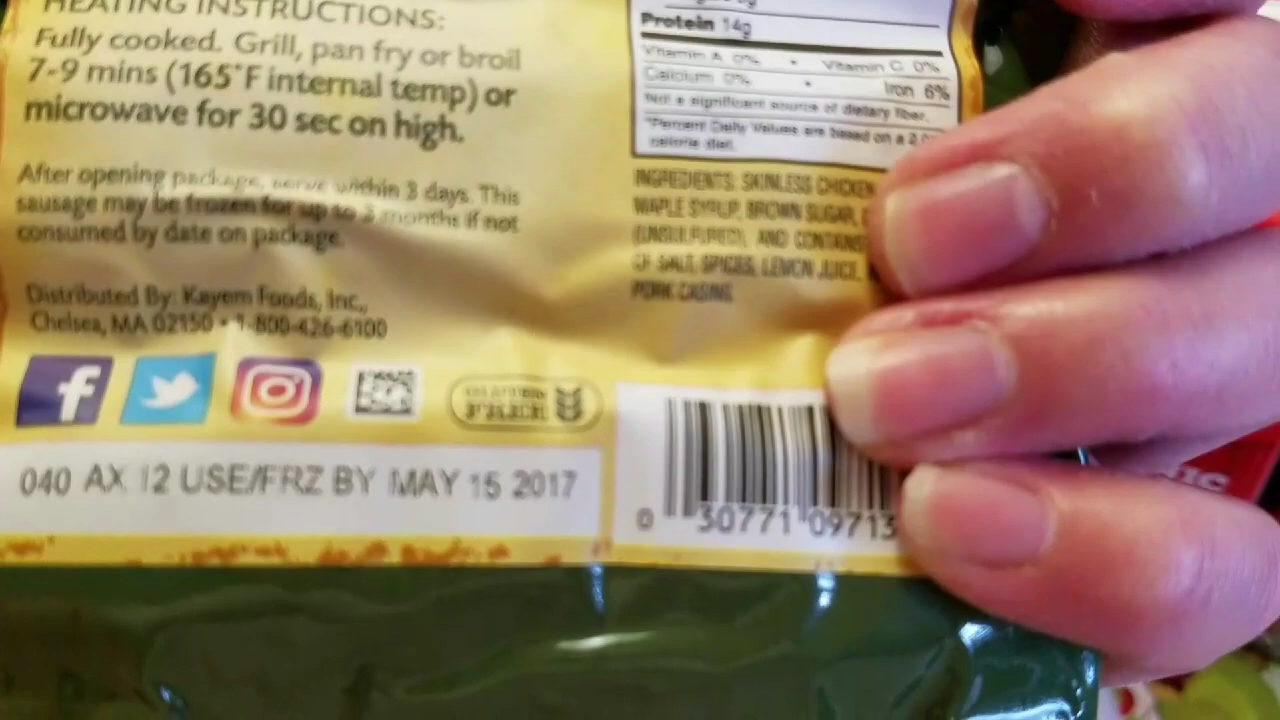 HEATING INSTRUCTIONS:
Fully cooked. Grill, pan fry or broil
7-9 mins (165°F internal temp) or
microwave for 30 sec on high.
After opening package, serve within 3 days. This
sausage may be frozen for up to 3 months if not
consumed by date on package.
Distributed By: Kayem Foods, Inc.,
Chelsea, MA 02150 • 1-800-426-6100
f
GLUTEN
FREE
040 AX 12 USE/FRZ BY MAY 15 2017
Protein 14g
Vitamin A 0% • Vitamin C 0%
Calcium 0% • Iron 6%
Not a significant source of dietary fiber.
*Percent Daily Values are based on a
calorie diet.
INGREDIENTS: SKINLESS CHICKEN
MAPLE SYRUP, BROWN SUGAR,
(UNSULFURED), AND CONTAINS
OF SALT, SPICES, LEMON JUICE,
PORK CASING
0 30771 09713